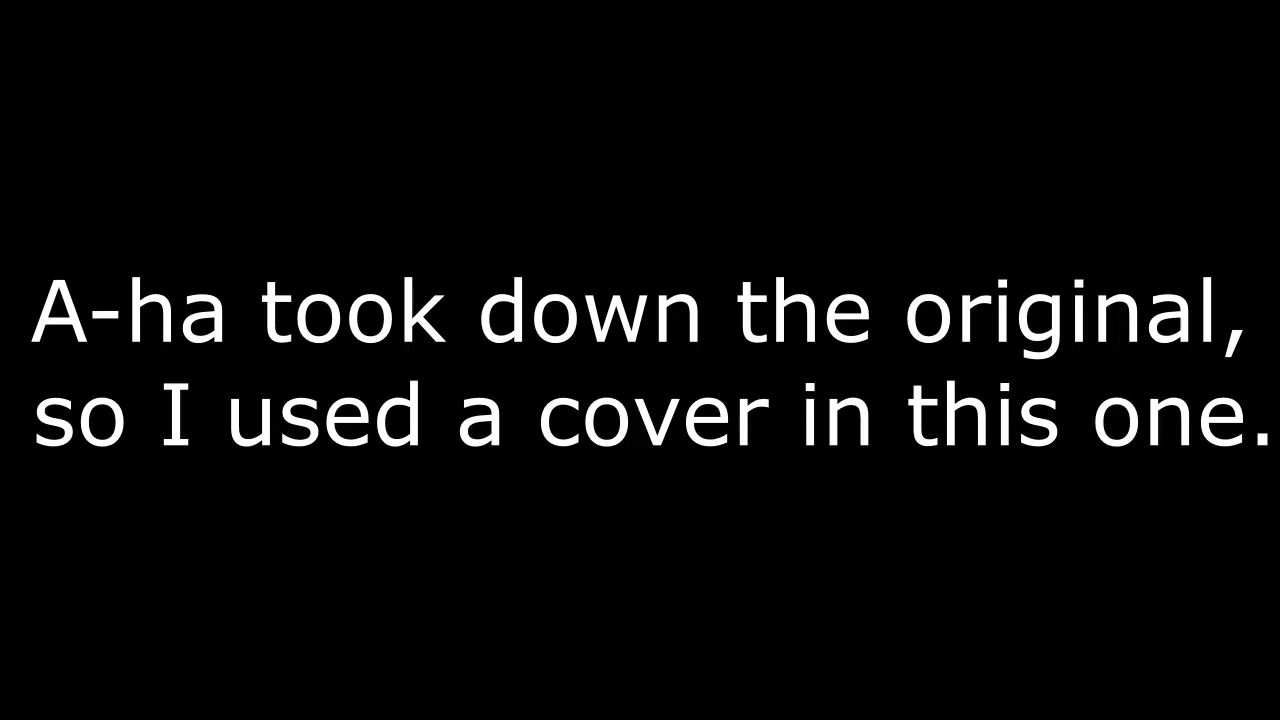 A-ha took down the original,
so I used a cover in this one.